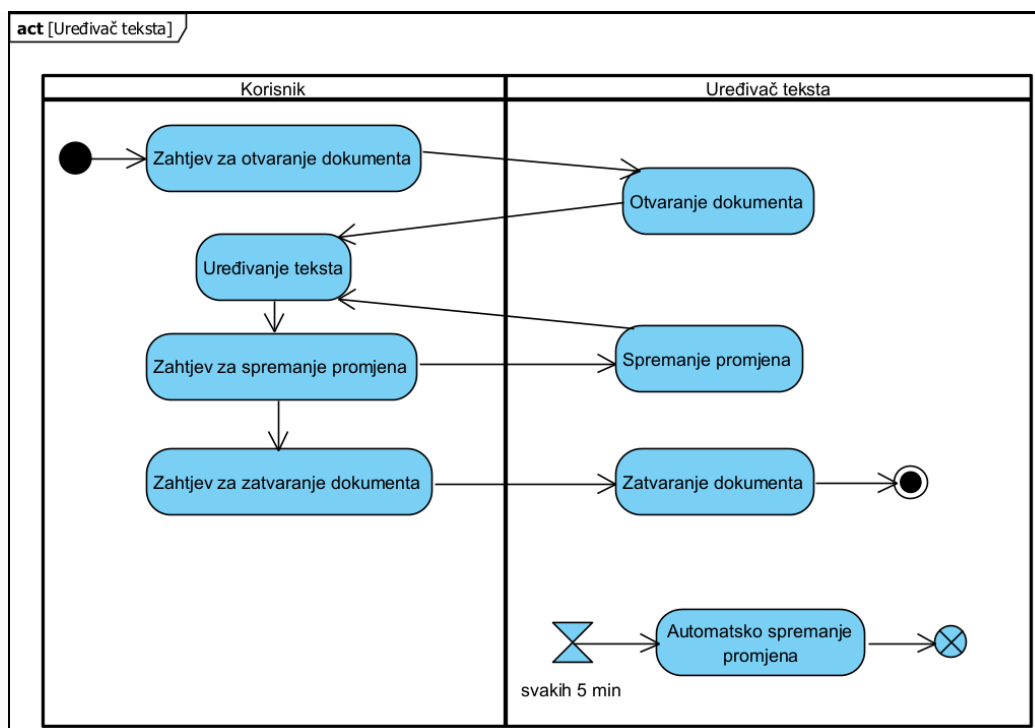 act [Uređivač teksta]
Korisnik
Uređivač teksta
Zahtjev za otvaranje dokumenta
Otvaranje dokumenta
Uređivanje teksta
Zahtjev za spremanje promjena
Spremanje promjena
Zahtjev za zatvaranje dokumenta
Zatvaranje dokumenta
Automatsko spremanje
promjena
svakih 5 min